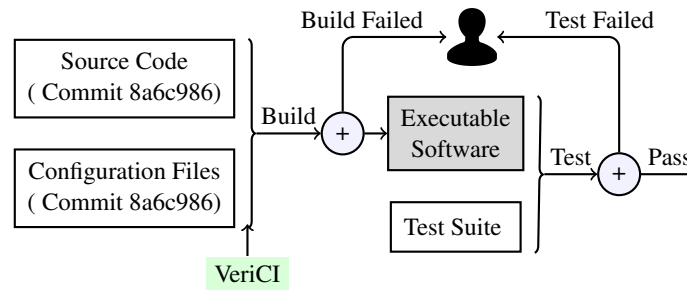 Build Failed
Test Failed
Source Code
( Commit 8a6c986)
Build
+
Executable
Software
Configuration Files
( Commit 8a6c986)
Test
+
Pass
Test Suite
VeriCI